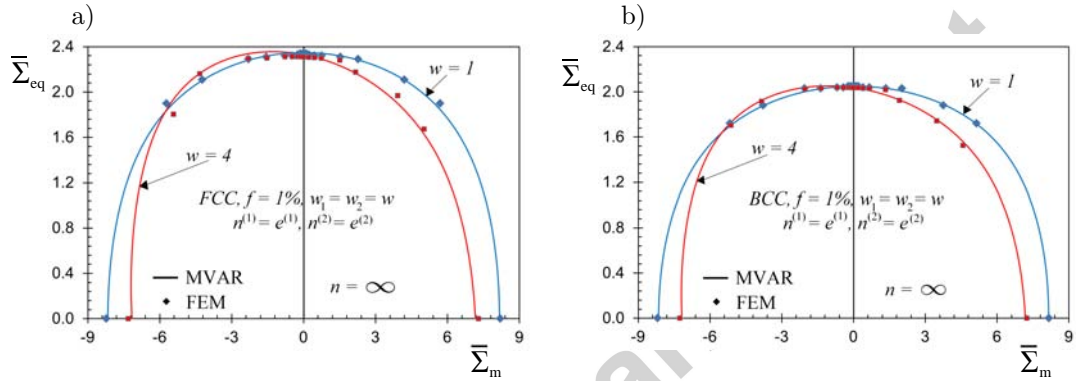 a)
2.4
2.0
1.6
1.2
0.8
0.4
0.0
Σ̅eq
w = 1
w = 4
FCC, f = 1%, w1 = w2 = w
n(1) = e(1), n(2) = e(2)
MVAR
FEM
n = ∞
-9 -6 -3 0 3 6 9
Σ̅m
b)
2.4
2.0
1.6
1.2
0.8
0.4
0.0
Σ̅eq
w = 1
w = 4
BCC, f = 1%, w1 = w2 = w
n(1) = e(1), n(2) = e(2)
MVAR
FEM
n = ∞
-9 -6 -3 0 3 6 9
Σ̅m